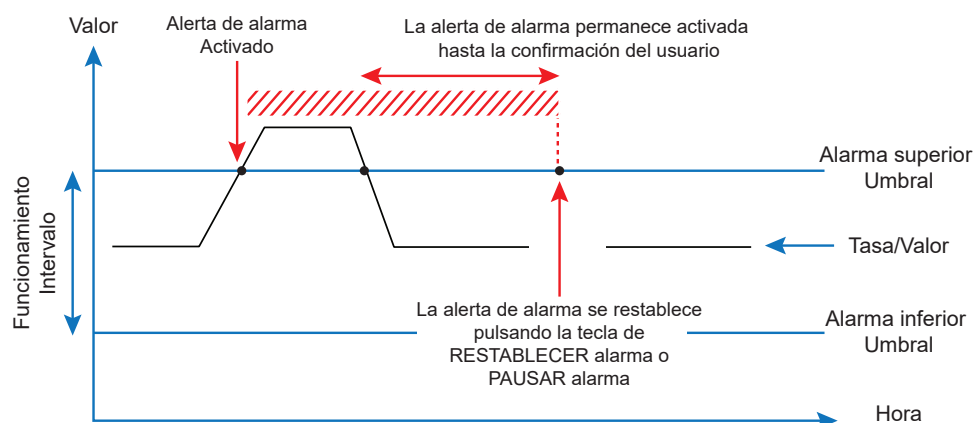 Valor
Alerta de alarma
Activado
La alerta de alarma permanece activada
hasta la confirmación del usuario
Alarma superior
Umbral
Funcionamiento
Intervalo
Tasa/Valor
La alerta de alarma se restablece
pulsando la tecla de
RESTABLECER alarma o
PAUSAR alarma
Alarma inferior
Umbral
Hora